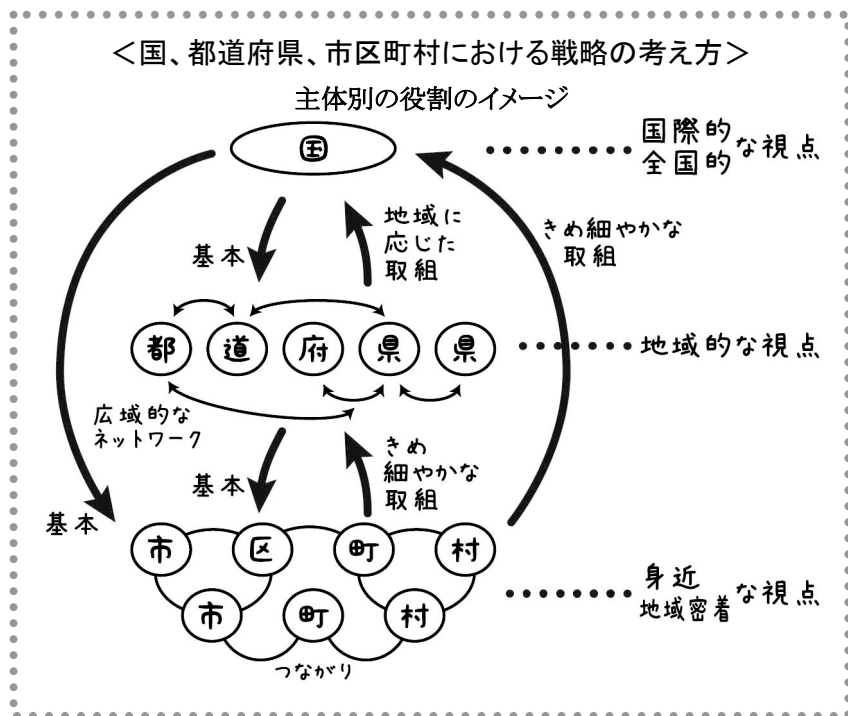 ＜国、都道府県、市区町村における戦略の考え方＞
主体別の役割のイメージ
国
国際的
全国的
な視点
基本
地域に
応じた
取組
きめ細やかな
取組
都 道 府 県 県
地域的な視点
広域的な
ネットワーク
基本
きめ
細やかな
取組
基本
市 区 町 村
市 町 村
身近
地域密着
な視点
つながり